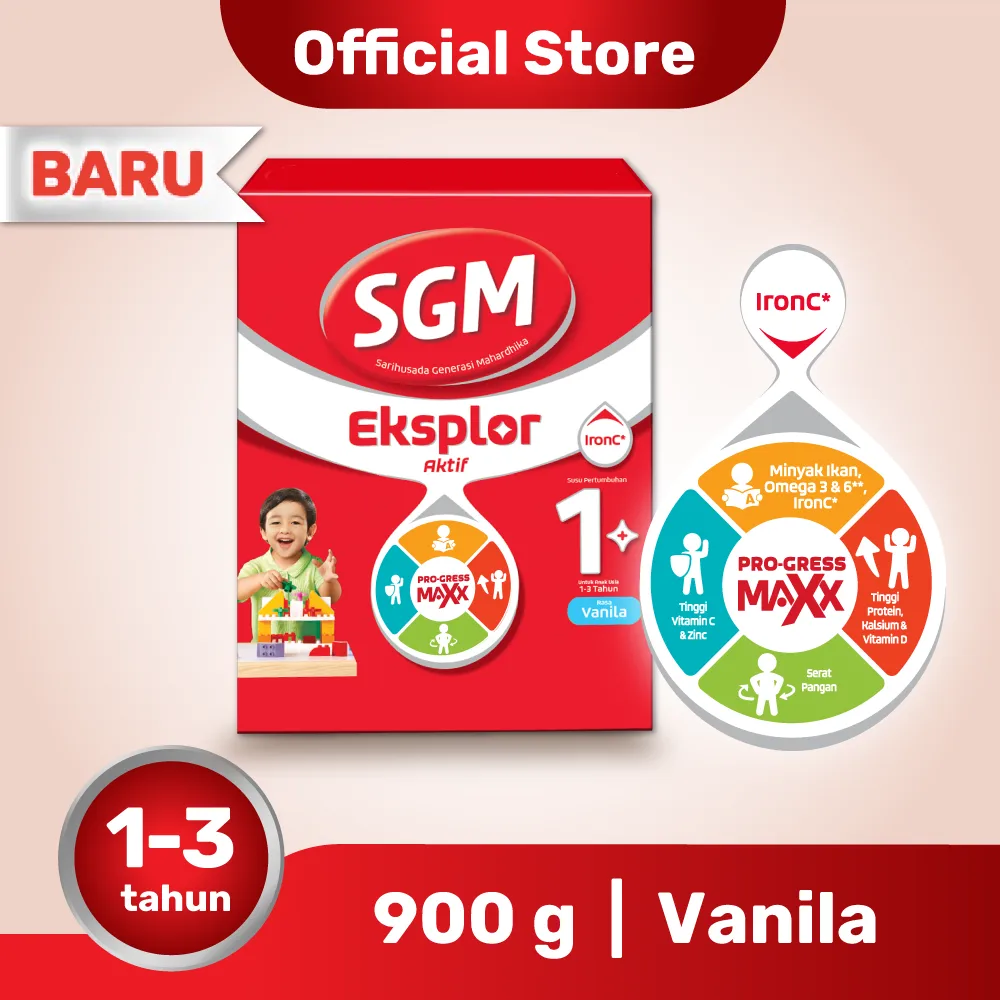 Official Store
BARU
SGM
Sarihusada Generasi Mahardhika
Eksplor
Aktif
IronC*
Susu Pertumbuhan
1+
Untuk Anak Usia
1-3 Tahun
Rasa
Vanila
A
PRO-GRESS
MAXX
IronC*
Minyak Ikan,
Omega 3 & 6**,
IronC*
A
PRO-GRESS
MAXX
Tinggi
Vitamin C
& Zinc
Tinggi
Protein,
Kalsium &
Vitamin D
Serat
Pangan
1-3
tahun
900 g | Vanila